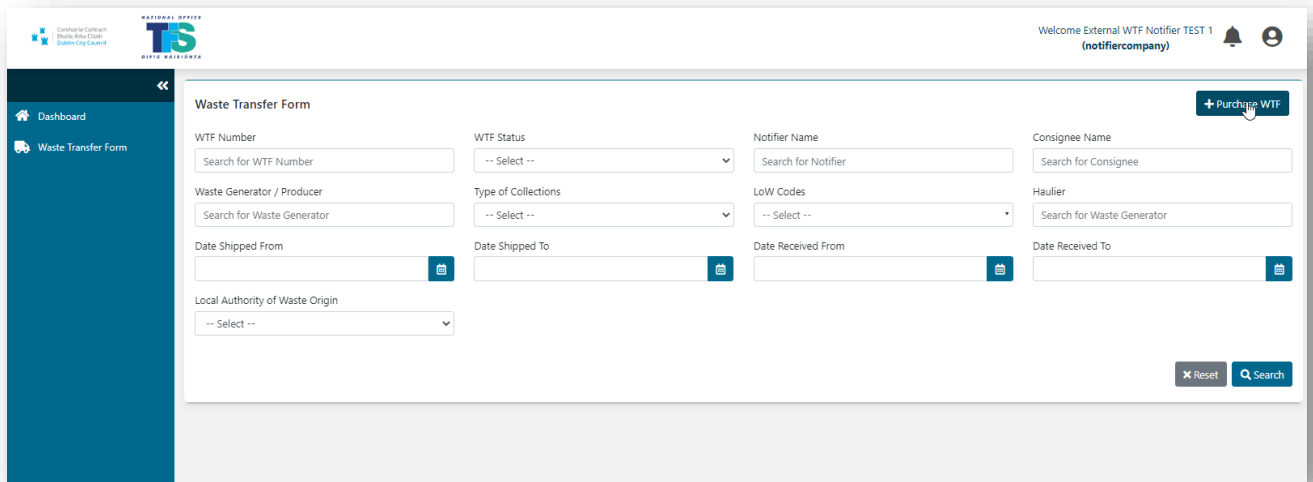 Comhairle Cathrach
Bhaile Átha Cliath
Dublin City Council
NATIONAL OFFICE
TFS
OIFIG NÁISIÚNTA
Welcome External WTF Notifier TEST 1
(notifiercompany)
Dashboard
Waste Transfer Form
Waste Transfer Form
Purchase WTF
WTF Number
WTF Status
Notifier Name
Consignee Name
Search for WTF Number
-- Select --
Search for Notifier
Search for Consignee
Waste Generator / Producer
Type of Collections
LoW Codes
Haulier
Search for Waste Generator
-- Select --
-- Select --
Search for Waste Generator
Date Shipped From
Date Shipped To
Date Received From
Date Received To
Local Authority of Waste Origin
-- Select --
Reset
Search